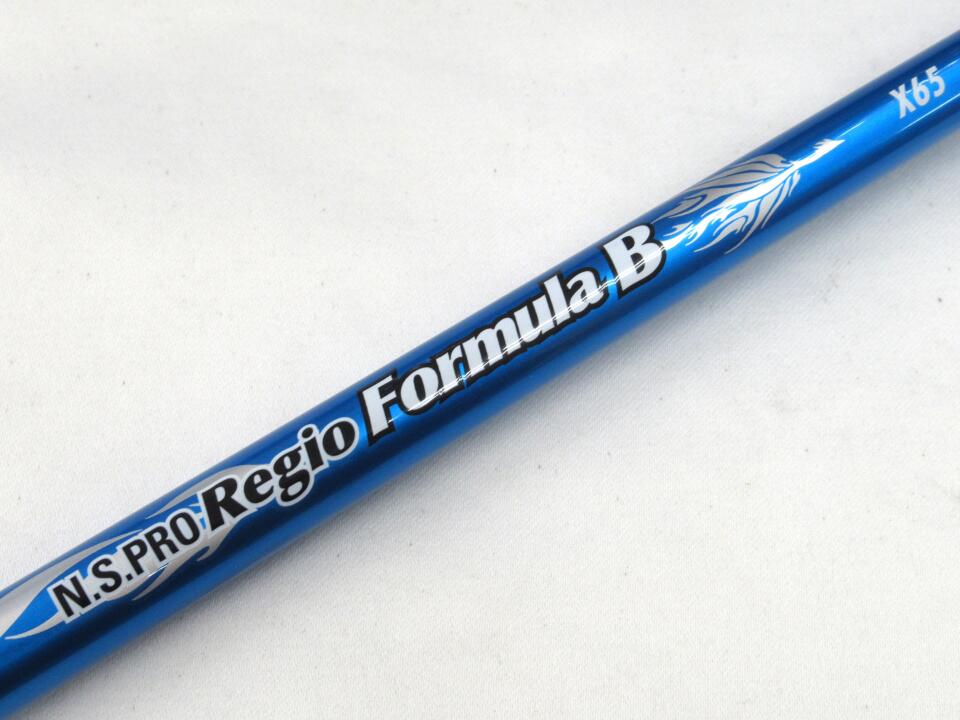 N.S.PRO Regio Formula B
X65